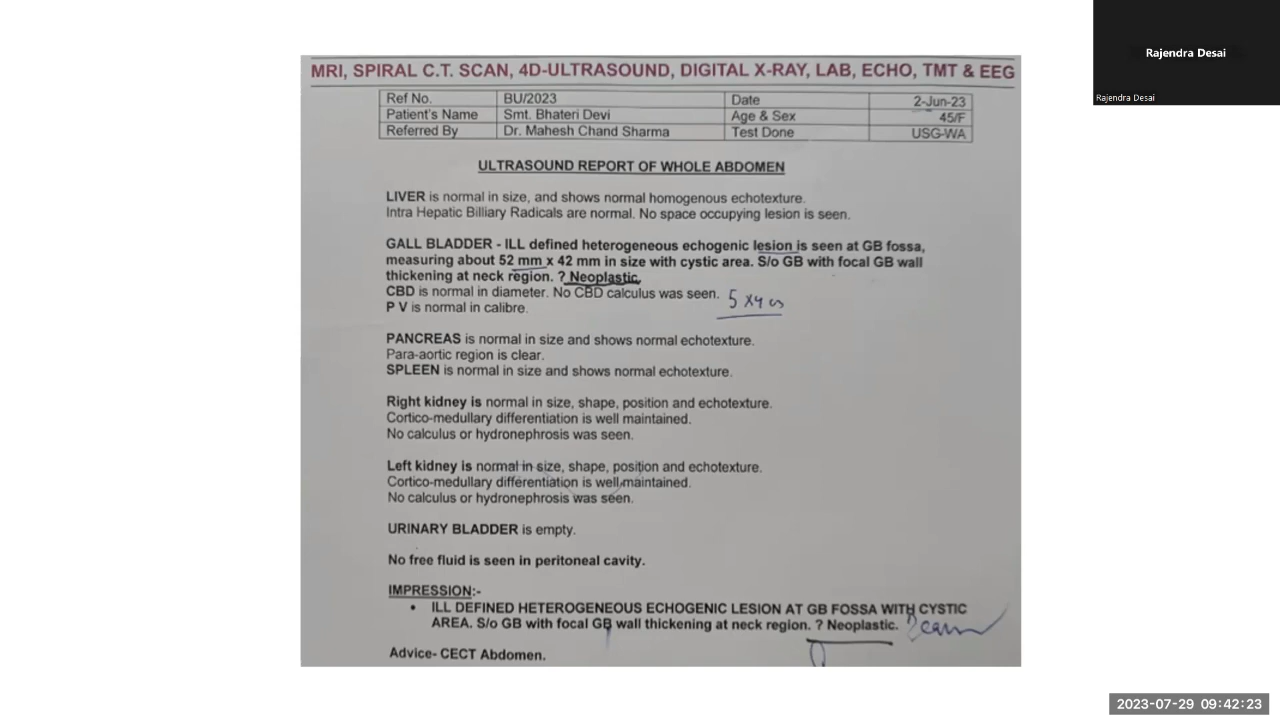 Rajendra Desai
Rajendra Desai
MRI, SPIRAL C.T. SCAN, 4D-ULTRASOUND, DIGITAL X-RAY, LAB, ECHO, TMT & EEG
Ref No. BU/2023 Date 2-Jun-23
Patient's Name Smt. Bhateri Devi Age & Sex 45/F
Referred By Dr. Mahesh Chand Sharma Test Done USG-WA
ULTRASOUND REPORT OF WHOLE ABDOMEN
LIVER is normal in size, and shows normal homogenous echotexture.
Intra Hepatic Billiary Radicals are normal. No space occupying lesion is seen.
GALL BLADDER - ILL defined heterogeneous echogenic lesion is seen at GB fossa,
measuring about 52 mm x 42 mm in size with cystic area. S/o GB with focal GB wall
thickening at neck region. ? Neoplastic.
CBD is normal in diameter. No CBD calculus was seen.
5 x4 cm
P V is normal in calibre.
PANCREAS is normal in size and shows normal echotexture.
Para-aortic region is clear.
SPLEEN is normal in size and shows normal echotexture.
Right kidney is normal in size, shape, position and echotexture.
Cortico-medullary differentiation is well maintained.
No calculus or hydronephrosis was seen.
Left kidney is normal in size, shape, position and echotexture.
Cortico-medullary differentiation is well maintained.
No calculus or hydronephrosis was seen.
URINARY BLADDER is empty.
No free fluid is seen in peritoneal cavity.
IMPRESSION:-
• ILL DEFINED HETEROGENEOUS ECHOGENIC LESION AT GB FOSSA WITH CYSTIC
AREA. S/o GB with focal GB wall thickening at neck region. ? Neoplastic.
Advice- CECT Abdomen.
2023-07-29 09:42:23